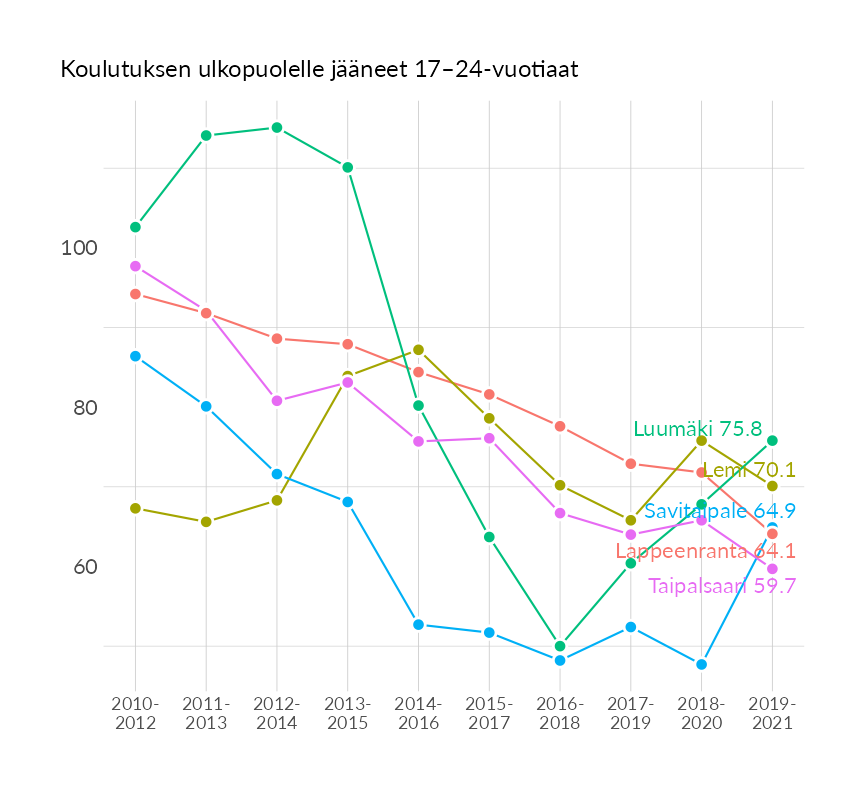 Koulutuksen ulkopuolelle jääneet 17–24-vuotiaat
100
80
60
Luumäki 75.8
Lemi 70.1
Savitaipale 64.9
Lappeenranta 64.1
Taipalsaari 59.7
2010- 2011- 2012- 2013- 2014- 2015- 2016- 2017- 2018- 2019-
2012 2013 2014 2015 2016 2017 2018 2019 2020 2021